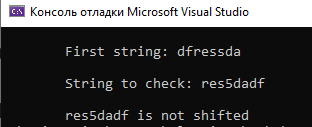 Консоль отладки Microsoft Visual Studio
First string: dfressda
String to check: res5dadf
res5dadf is not shifted